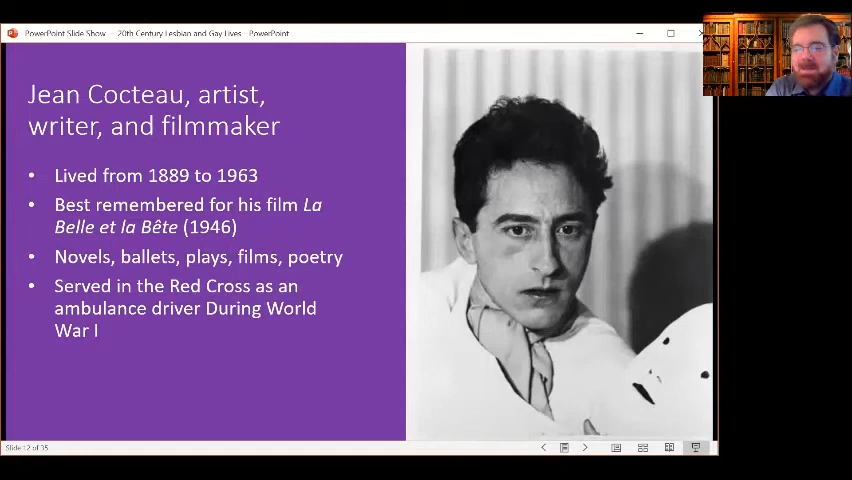 PowerPoint Slide Show - 20th Century Lesbian and Gay Lives - PowerPoint
Jean Cocteau, artist,
writer, and filmmaker
• Lived from 1889 to 1963
• Best remembered for his film La
Belle et la Bête (1946)
• Novels, ballets, plays, films, poetry
• Served in the Red Cross as an
ambulance driver During World
War I
Slide 12 of 35